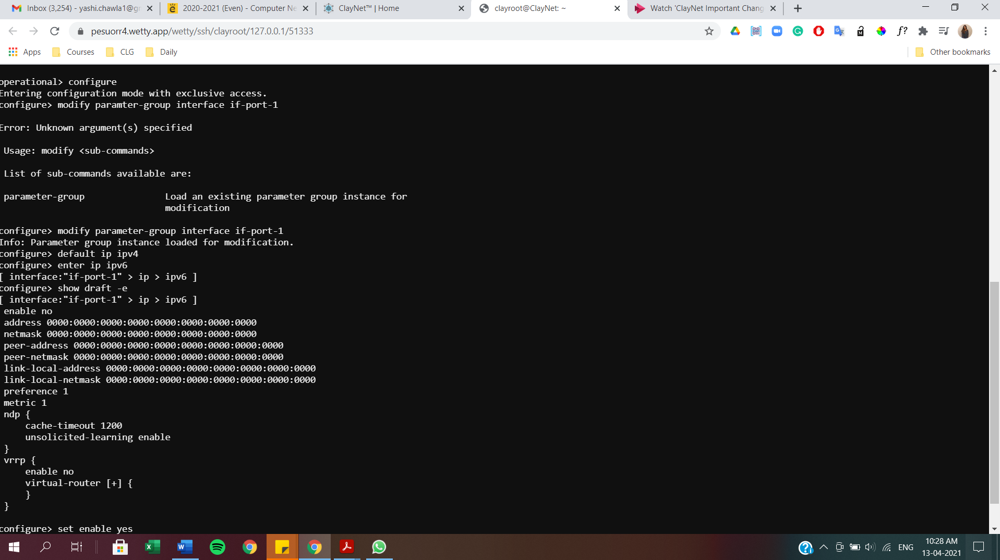 Inbox (3,254) - yashi.chawla1@gr
2020-2021 (Even) - Computer Ne
ClayNet™ | Home
clayroot@ClayNet: ~
Watch 'ClayNet Important Chang
pesuorr4.wetty.app/wetty/ssh/clayroot/127.0.0.1/51333
Apps
Courses
CLG
Daily
Other bookmarks
operational> configure
Entering configuration mode with exclusive access.
configure> modify paramter-group interface if-port-1
Error: Unknown argument(s) specified
Usage: modify <sub-commands>
List of sub-commands available are:
parameter-group Load an existing parameter group instance for
modification
configure> modify parameter-group interface if-port-1
Info: Parameter group instance loaded for modification.
configure> default ip ipv4
configure> enter ip ipv6
[ interface:"if-port-1" > ip > ipv6 ]
configure> show draft -e
[ interface:"if-port-1" > ip > ipv6 ]
enable no
address 0000:0000:0000:0000:0000:0000:0000:0000
netmask 0000:0000:0000:0000:0000:0000:0000:0000
peer-address 0000:0000:0000:0000:0000:0000:0000:0000
peer-netmask 0000:0000:0000:0000:0000:0000:0000:0000
link-local-address 0000:0000:0000:0000:0000:0000:0000:0000
link-local-netmask 0000:0000:0000:0000:0000:0000:0000:0000
preference 1
metric 1
ndp {
cache-timeout 1200
unsolicited-learning enable
}
vrrp {
enable no
virtual-router [+] {
}
}
configure> set enable yes
ENG
10:28 AM
13-04-2021